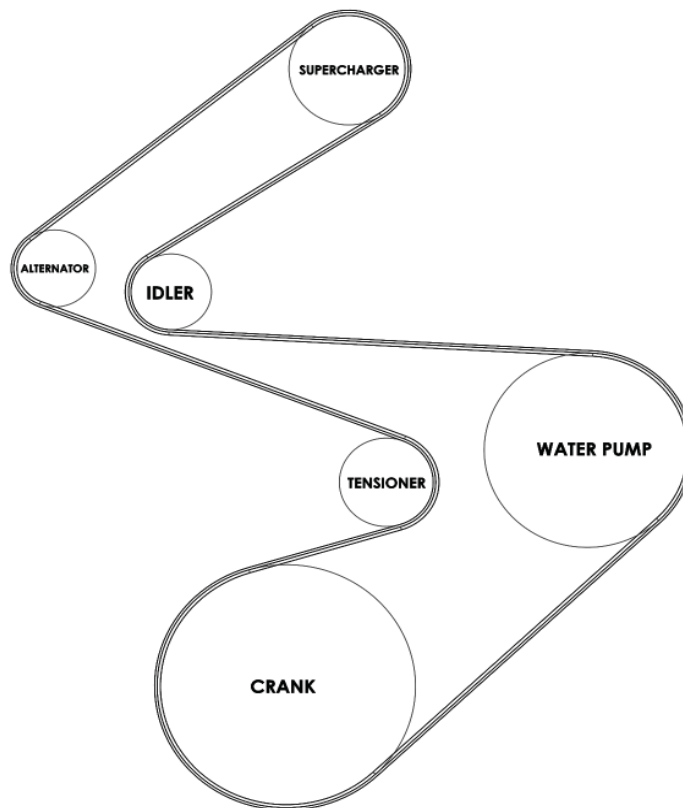 SUPERCHARGER
ALTERNATOR
IDLER
WATER PUMP
TENSIONER
CRANK